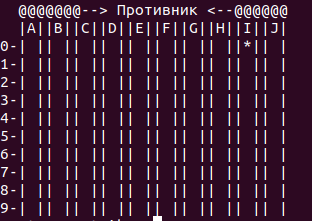 @@@@@@@--> Противник <--@@@@@@
|A||B||C||D||E||F||G||H||I||J|
0-| || || || || || || || ||*|| |
1-| || || || || || || || || || |
2-| || || || || || || || || || |
3-| || || || || || || || || || |
4-| || || || || || || || || || |
5-| || || || || || || || || || |
6-| || || || || || || || || || |
7-| || || || || || || || || || |
8-| || || || || || || || || || |
9-| || || || || || || || || || |